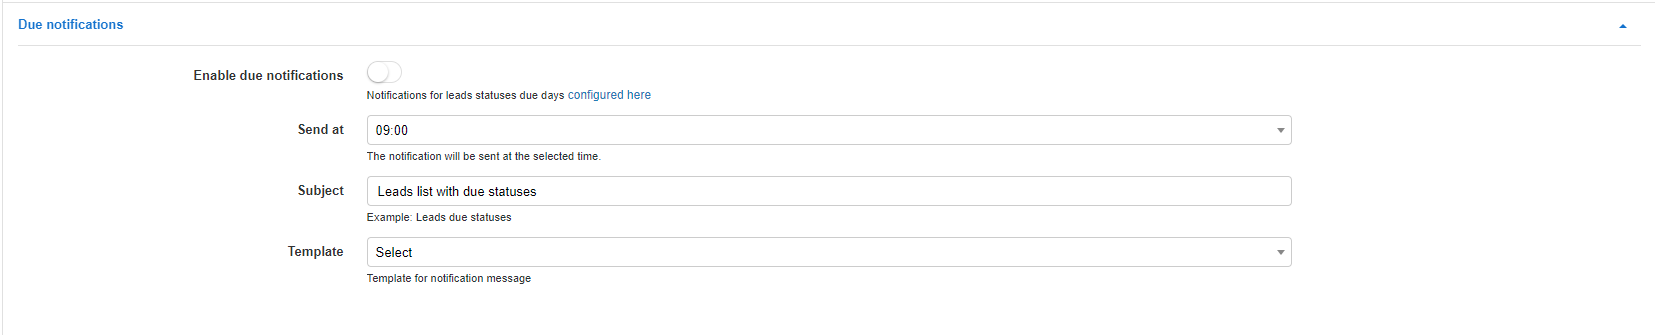 Due notifications
Enable due notifications
Notifications for leads statuses due days configured here
Send at
09:00
The notification will be sent at the selected time.
Subject
Leads list with due statuses
Example: Leads due statuses
Template
Select
Template for notification message